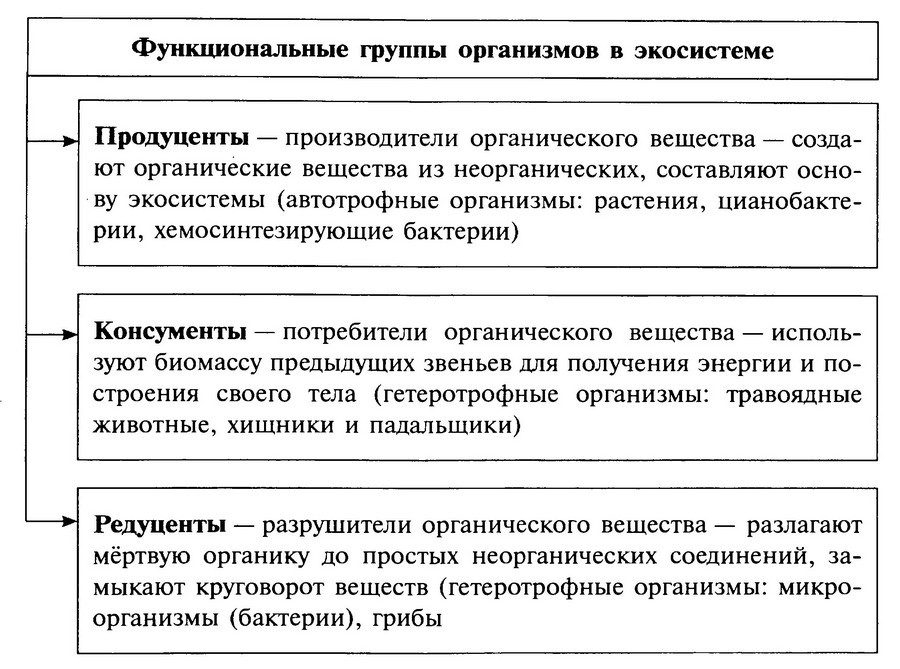 Функциональные группы организмов в экосистеме
Продуценты — производители органического вещества — созда-
ют органические вещества из неорганических, составляют осно-
ву экосистемы (автотрофные организмы: растения, цианобакте-
рии, хемосинтезирующие бактерии)
Консументы — потребители органического вещества — исполь-
зуют биомассу предыдущих звеньев для получения энергии и по-
строения своего тела (гетеротрофные организмы: травоядные
животные, хищники и падальщики)
Редуценты — разрушители органического вещества — разлагают
мёртвую органику до простых неорганических соединений, за-
мыкают круговорот веществ (гетеротрофные организмы: микро-
организмы (бактерии), грибы